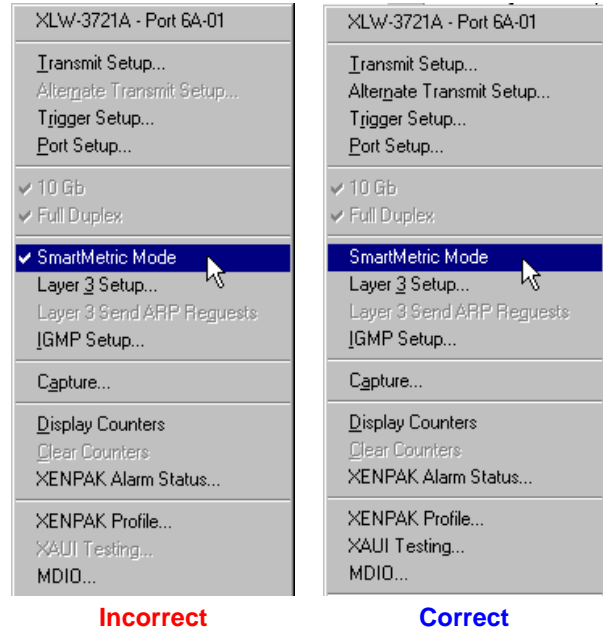 XLW-3721A - Port 6A-01
Transmit Setup...
Alternate Transmit Setup...
Trigger Setup...
Port Setup...
10 Gb
Full Duplex
SmartMetric Mode
Layer 3 Setup...
Layer 3 Send ARP Reguests
IGMP Setup...
Capture...
Display Counters
Clear Counters
XENPAK Alarm Status...
XENPAK Profile...
XAUI Testing...
MDIO...
Incorrect
XLW-3721A - Port 6A-01
Transmit Setup...
Alternate Transmit Setup...
Trigger Setup...
Port Setup...
10 Gb
Full Duplex
SmartMetric Mode
Layer 3 Setup...
Layer 3 Send ARP Reguests
IGMP Setup...
Capture...
Display Counters
Clear Counters
XENPAK Alarm Status...
XENPAK Profile...
XAUI Testing...
MDIO...
Correct